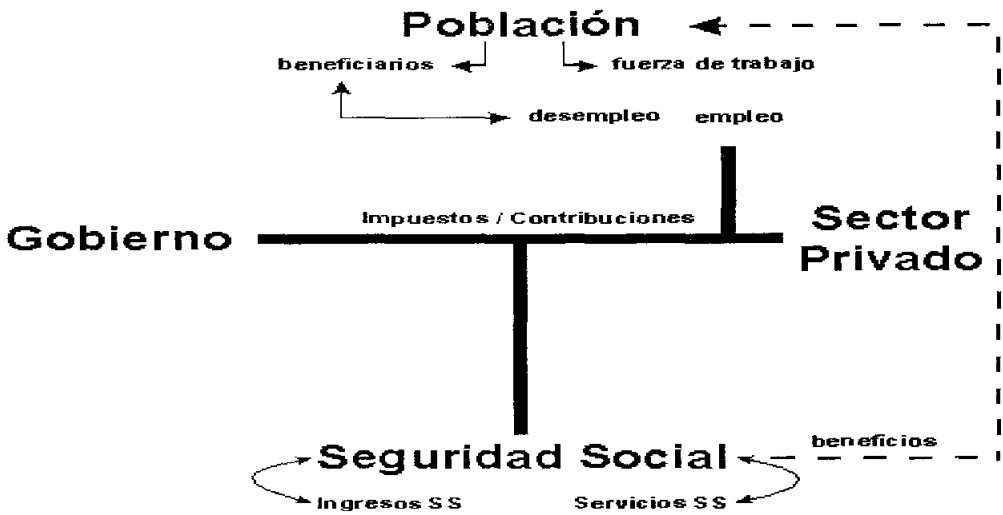 Población
beneficiarios
fuerza de trabajo
desempleo
empleo
Impuestos / Contribuciones
Gobierno
Sector
Privado
beneficios
Seguridad Social
Ingresos SS
Servicios SS